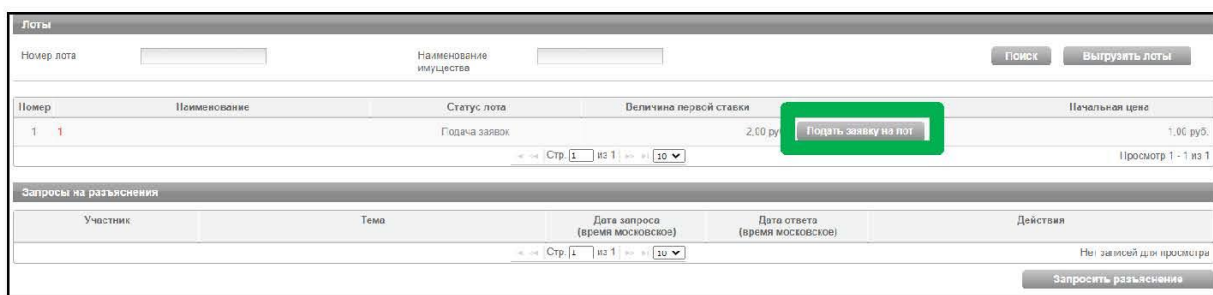 Лоты
Номер лота
Наименование имущества
Поиск
Выгрузить лоты
Номер Наименование Статус лота Величина первой ставки Начальная цена
1 1 Подача заявок 2,00 ру Подать заявку на лот 1,00 руб.
Стр. 1 из 1 10 Просмотр 1 - 1 из 1
Запросы на разъяснения
Участник Тема Дата запроса (время московское) Дата ответа (время московское) Действия
Стр. 1 из 1 10 Нет записей для просмотра
Запросить разъяснение